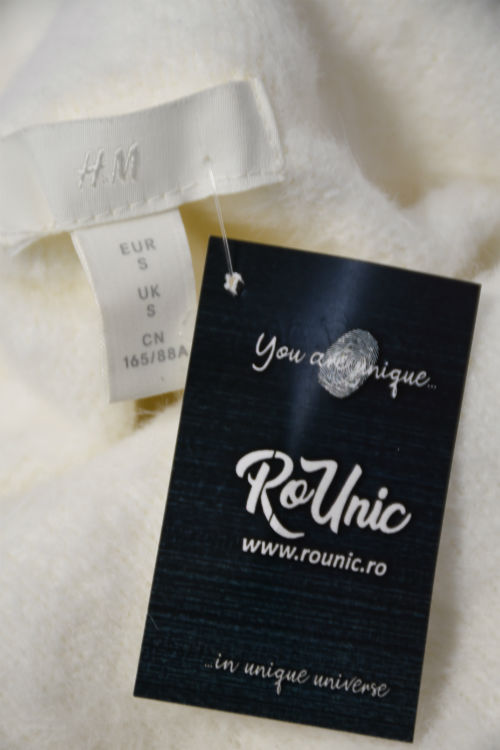 H.M
EUR
S
UK
S
CN
165/88A
You are unique...
RoUnic
www.rounic.ro
...in unique universe